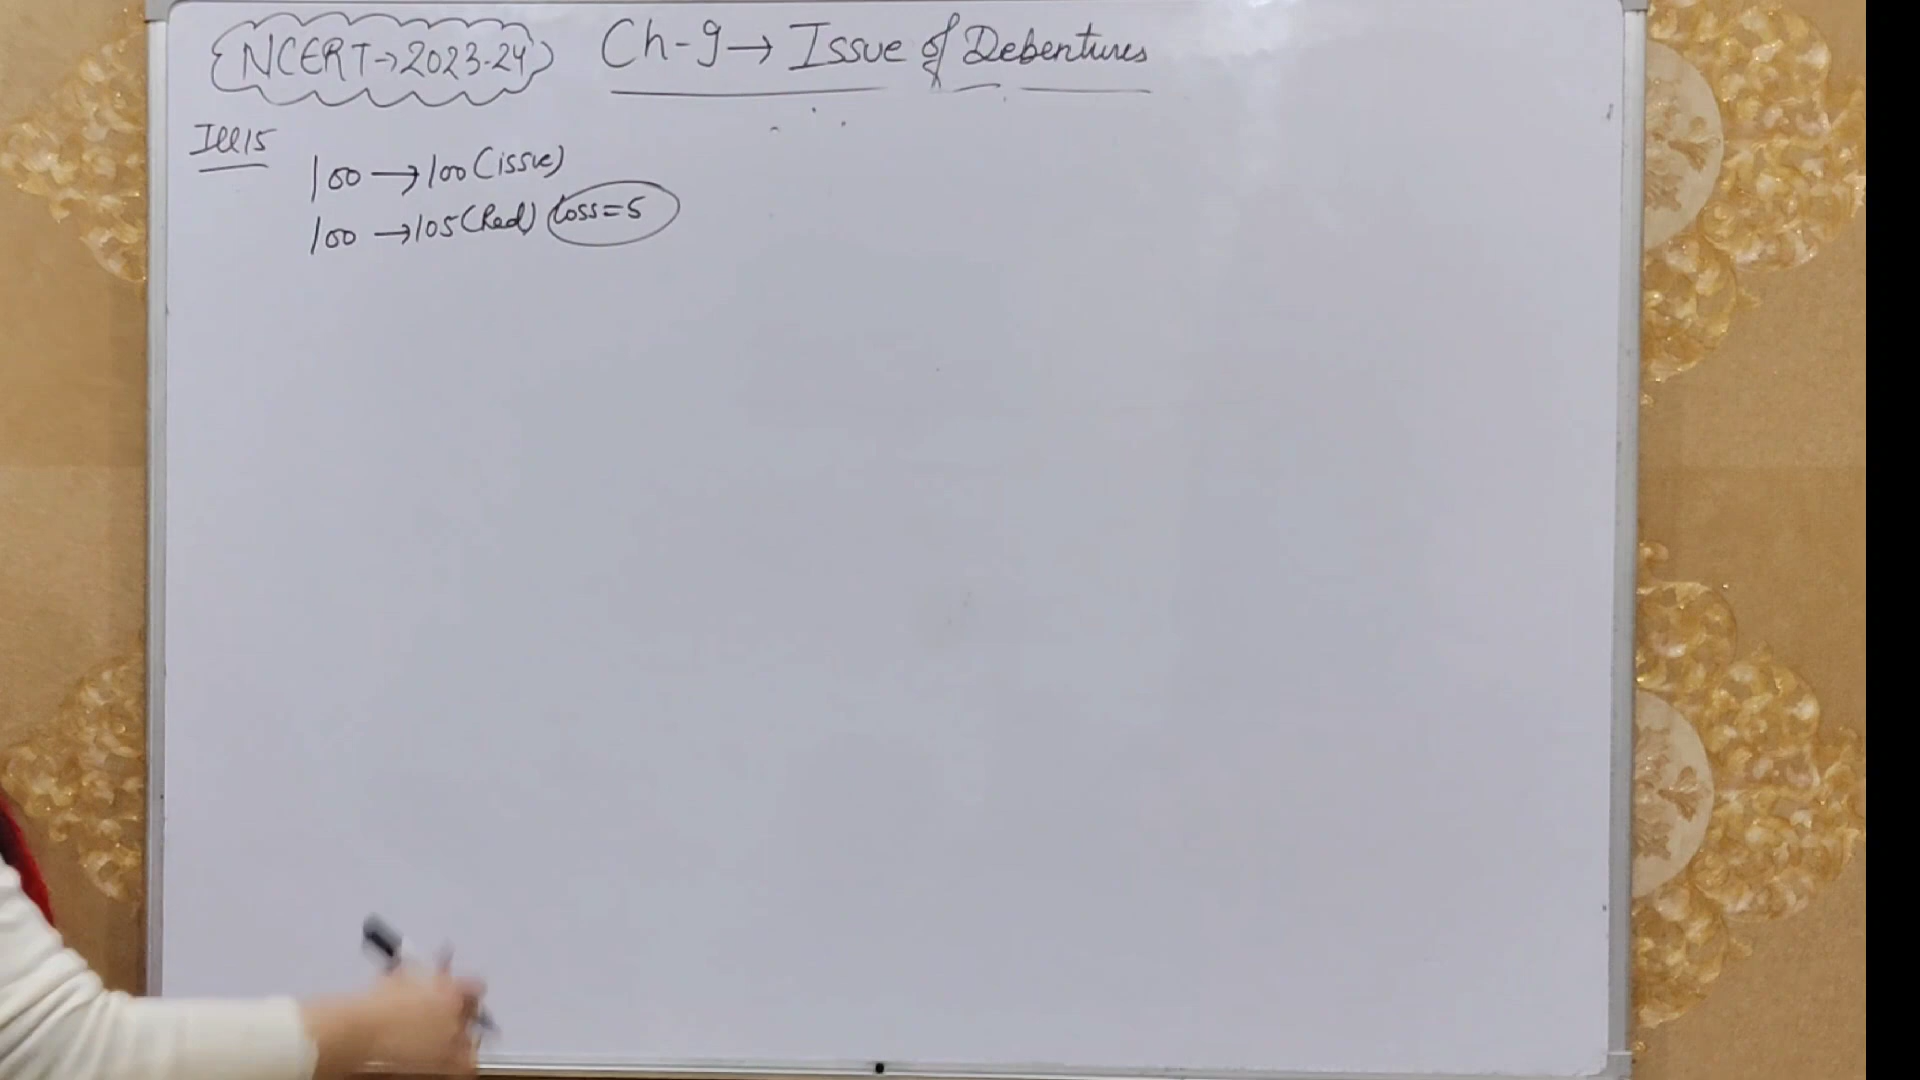 NCERT→2023-24 Ch-9→ Issue of Debentures
Ill 15
100 → 100 (issue)
100 → 105 (Red) Loss=5